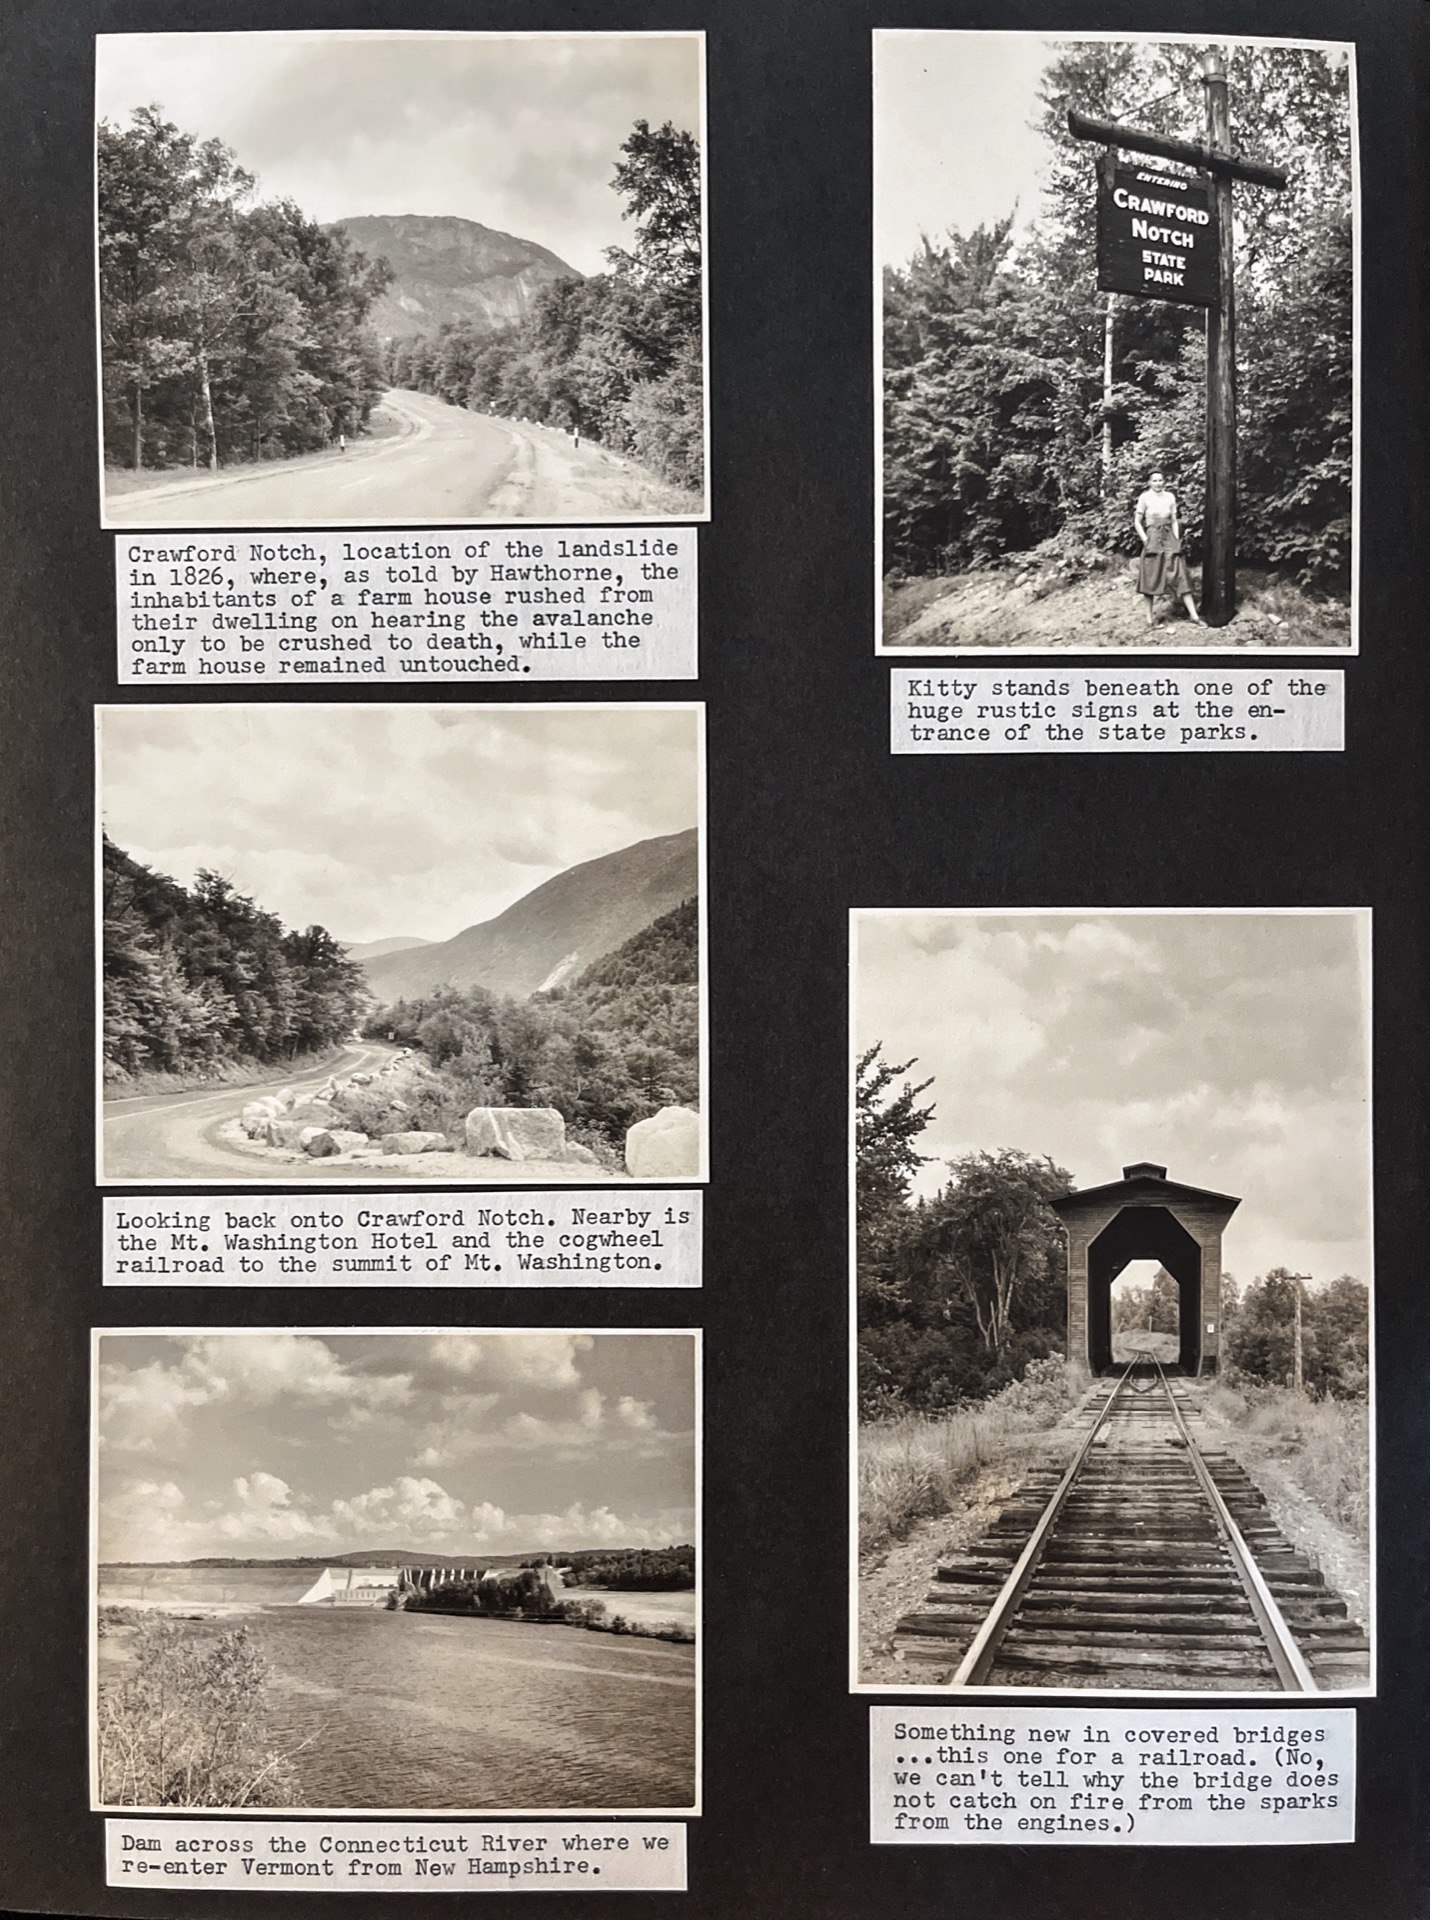 Crawford Notch, location of the landslide
in 1826, where, as told by Hawthorne, the
inhabitants of a farm house rushed from
their dwelling on hearing the avalanche
only to be crushed to death, while the
farm house remained untouched.
Looking back onto Crawford Notch. Nearby is
the Mt. Washington Hotel and the cogwheel
railroad to the summit of Mt. Washington.
Dam across the Connecticut River where we
re-enter Vermont from New Hampshire.
ENTERING
CRAWFORD
NOTCH
STATE
PARK
Kitty stands beneath one of the
huge rustic signs at the en-
trance of the state parks.
Something new in covered bridges
...this one for a railroad. (No,
we can't tell why the bridge does
not catch on fire from the sparks
from the engines.)